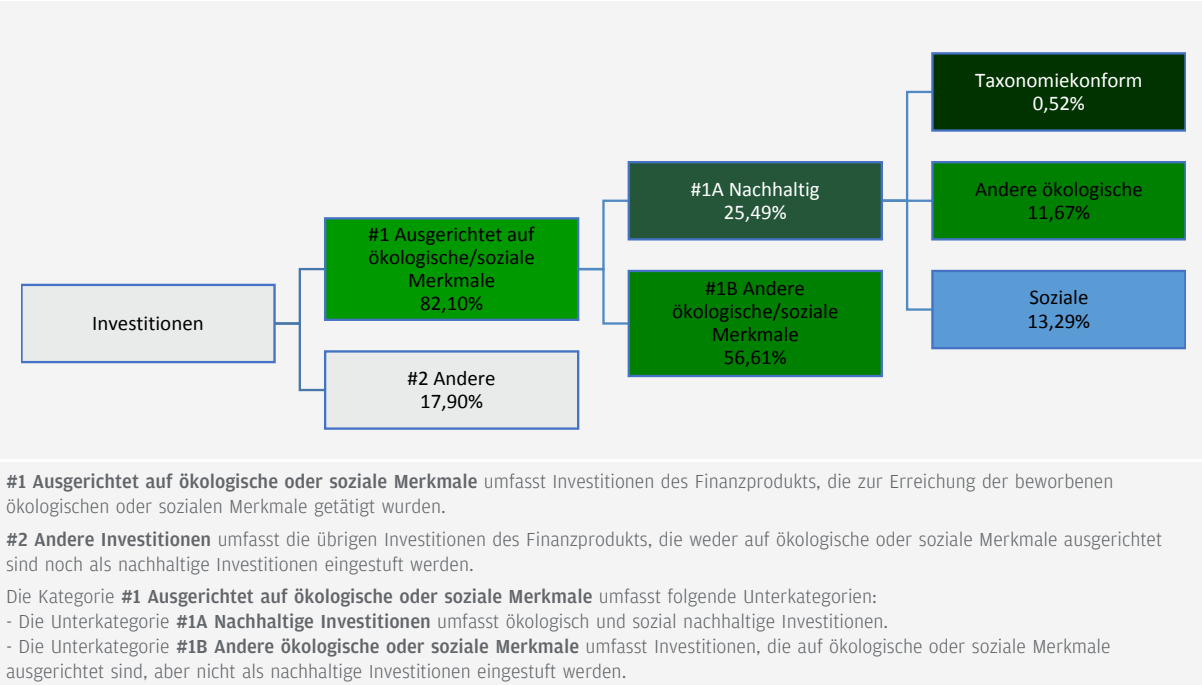 Investitionen
#1 Ausgerichtet auf
ökologische/soziale
Merkmale
82,10%
#2 Andere
17,90%
#1A Nachhaltig
25,49%
#1B Andere
ökologische/soziale
Merkmale
56,61%
Taxonomiekonform
0,52%
Andere ökologische
11,67%
Soziale
13,29%
#1 Ausgerichtet auf ökologische oder soziale Merkmale umfasst Investitionen des Finanzprodukts, die zur Erreichung der beworbenen
ökologischen oder sozialen Merkmale getätigt wurden.
#2 Andere Investitionen umfasst die übrigen Investitionen des Finanzprodukts, die weder auf ökologische oder soziale Merkmale ausgerichtet
sind noch als nachhaltige Investitionen eingestuft werden.
Die Kategorie #1 Ausgerichtet auf ökologische oder soziale Merkmale umfasst folgende Unterkategorien:
- Die Unterkategorie #1A Nachhaltige Investitionen umfasst ökologisch und sozial nachhaltige Investitionen.
- Die Unterkategorie #1B Andere ökologische oder soziale Merkmale umfasst Investitionen, die auf ökologische oder soziale Merkmale
ausgerichtet sind, aber nicht als nachhaltige Investitionen eingestuft werden.